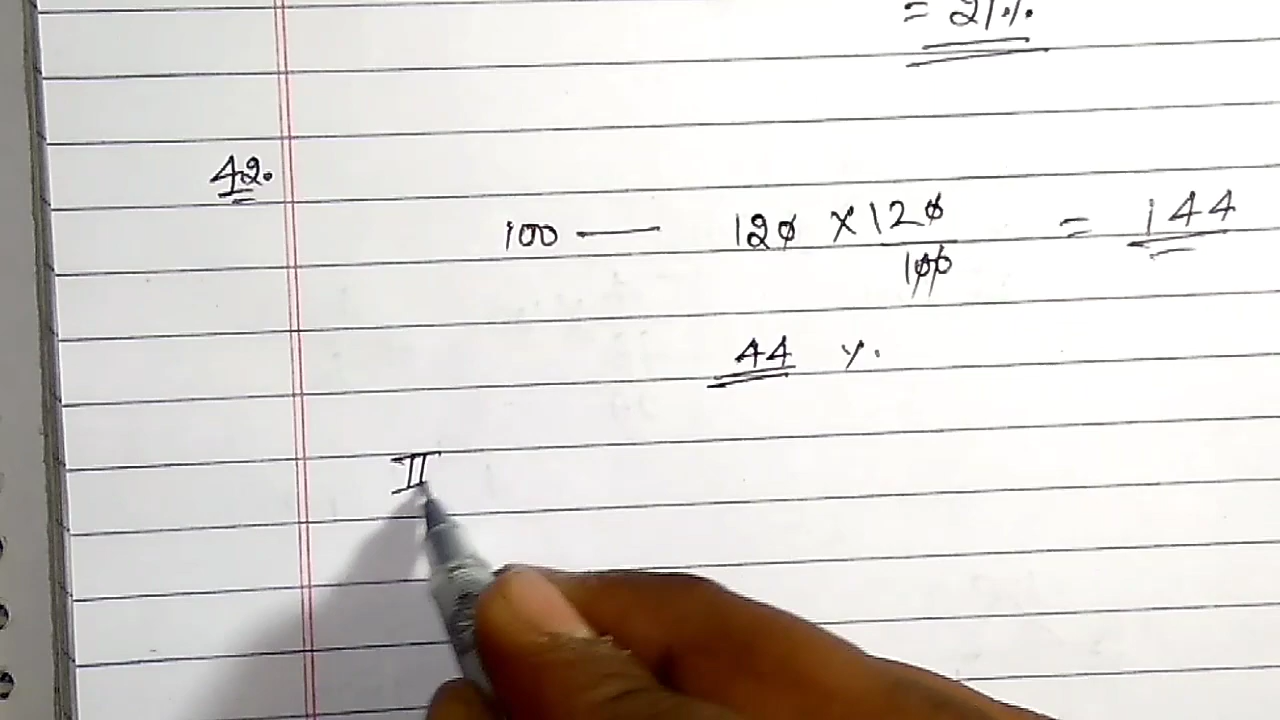 = 21%
42.
100 — 120 × 120 / 100 = 144
44 %.
II